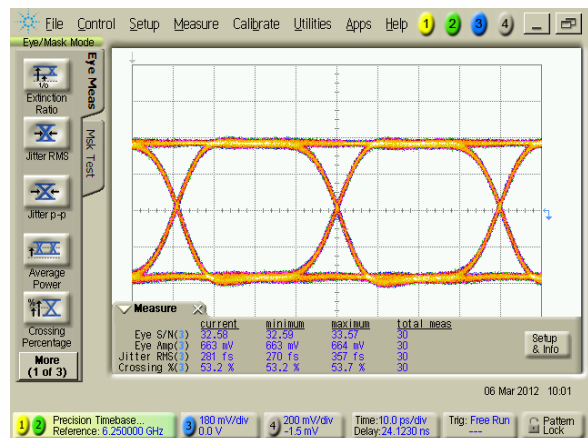 File Control Setup Measure Calibrate Utilities Apps Help 1 2 3 4
Eye/Mask Mode
Eye Meas
Msk Test
1/0
Extinction
Ratio
Jitter RMS
Jitter p-p
Average
Power
Crossing
Percentage
More
(1 of 3)
Measure
current minimum maximum total meas
Eye S/N(3) 32.58 32.59 33.57 30
Eye Amp(3) 663 mV 663 mV 664 mV 30
Jitter RMS(3) 281 fs 270 fs 357 fs 30
Crossing %(3) 53.2 % 53.2 % 53.7 % 30
Setup
& Info
06 Mar 2012 10:01
1 2 Precision Timebase...
Reference: 6.250000 GHz
3 180 mV/div
0.0 V
4 200 mV/div
-1.5 mV
Time:10.0 ps/div
Delay:24.1230 ns
Trig: Free Run
Pattern
Lock